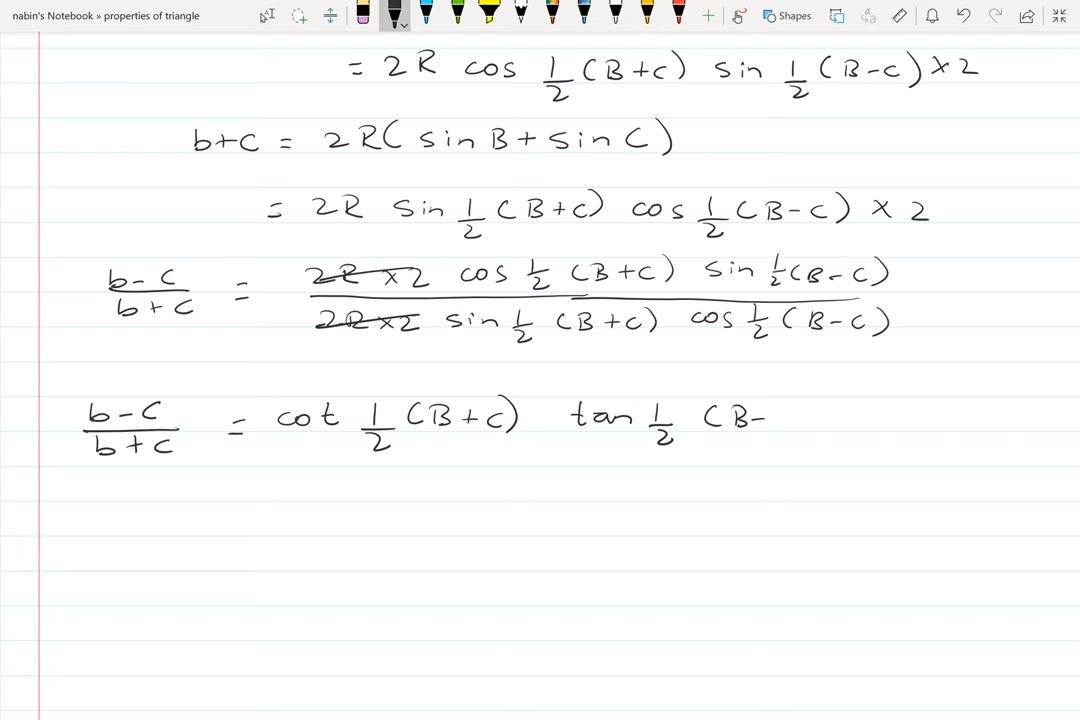 nabin's Notebook » properties of triangle
Shapes
= 2R cos 1/2 (B+C) sin 1/2 (B-C) × 2
b+c = 2R( sin B + sin C)
= 2R sin 1/2 (B+C) cos 1/2 (B-C) × 2
b-c/b+c = 2R ×2 cos 1/2 (B+C) sin 1/2 (B-C) / 2R×2 sin 1/2 (B+C) cos 1/2 (B-C)
b-c/b+c = cot 1/2 (B+C) tan 1/2 (B-